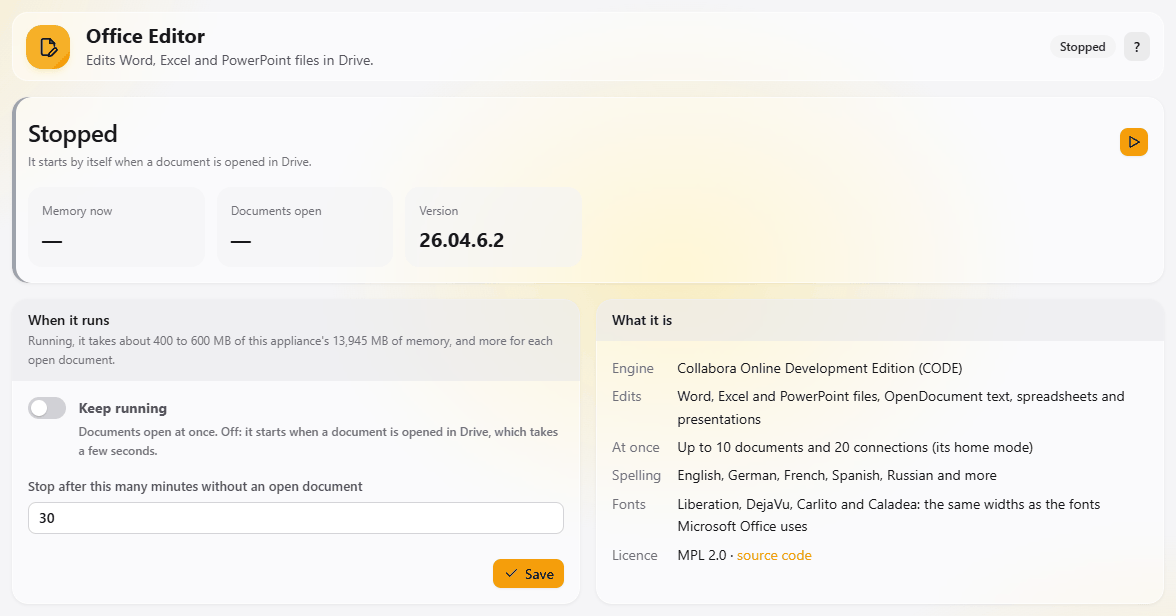 Office Editor
Edits Word, Excel and PowerPoint files in Drive.
Stopped
?
Stopped
It starts by itself when a document is opened in Drive.
Memory now
—
Documents open
—
Version
26.04.6.2
When it runs
Running, it takes about 400 to 600 MB of this appliance's 13,945 MB of memory, and more for each
open document.
Keep running
Documents open at once. Off: it starts when a document is opened in Drive, which takes
a few seconds.
Stop after this many minutes without an open document
30
Save
What it is
Engine Collabora Online Development Edition (CODE)
Edits Word, Excel and PowerPoint files, OpenDocument text, spreadsheets and
presentations
At once Up to 10 documents and 20 connections (its home mode)
Spelling English, German, French, Spanish, Russian and more
Fonts Liberation, DejaVu, Carlito and Caladea: the same widths as the fonts
Microsoft Office uses
Licence MPL 2.0 · source code